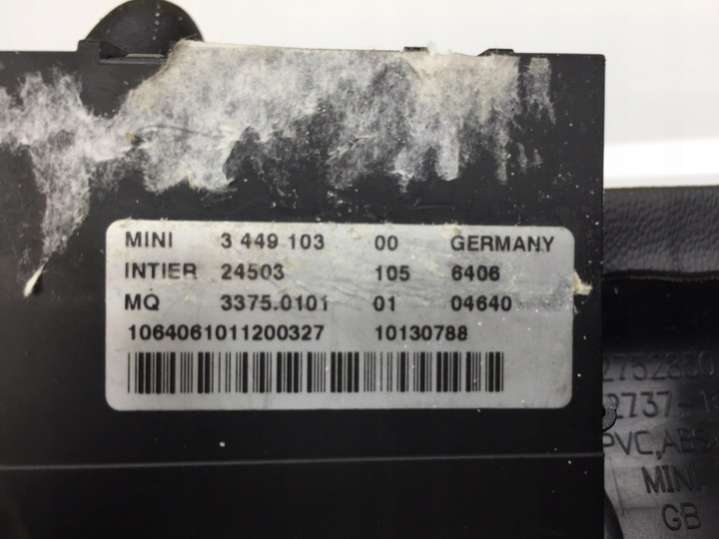 MINI 3 449 103 00 GERMANY
INTIER 24503 105 6406
MQ 3375.0101 01 04640
1064061011200327 10130788
PVC,ABS
MINI
GB